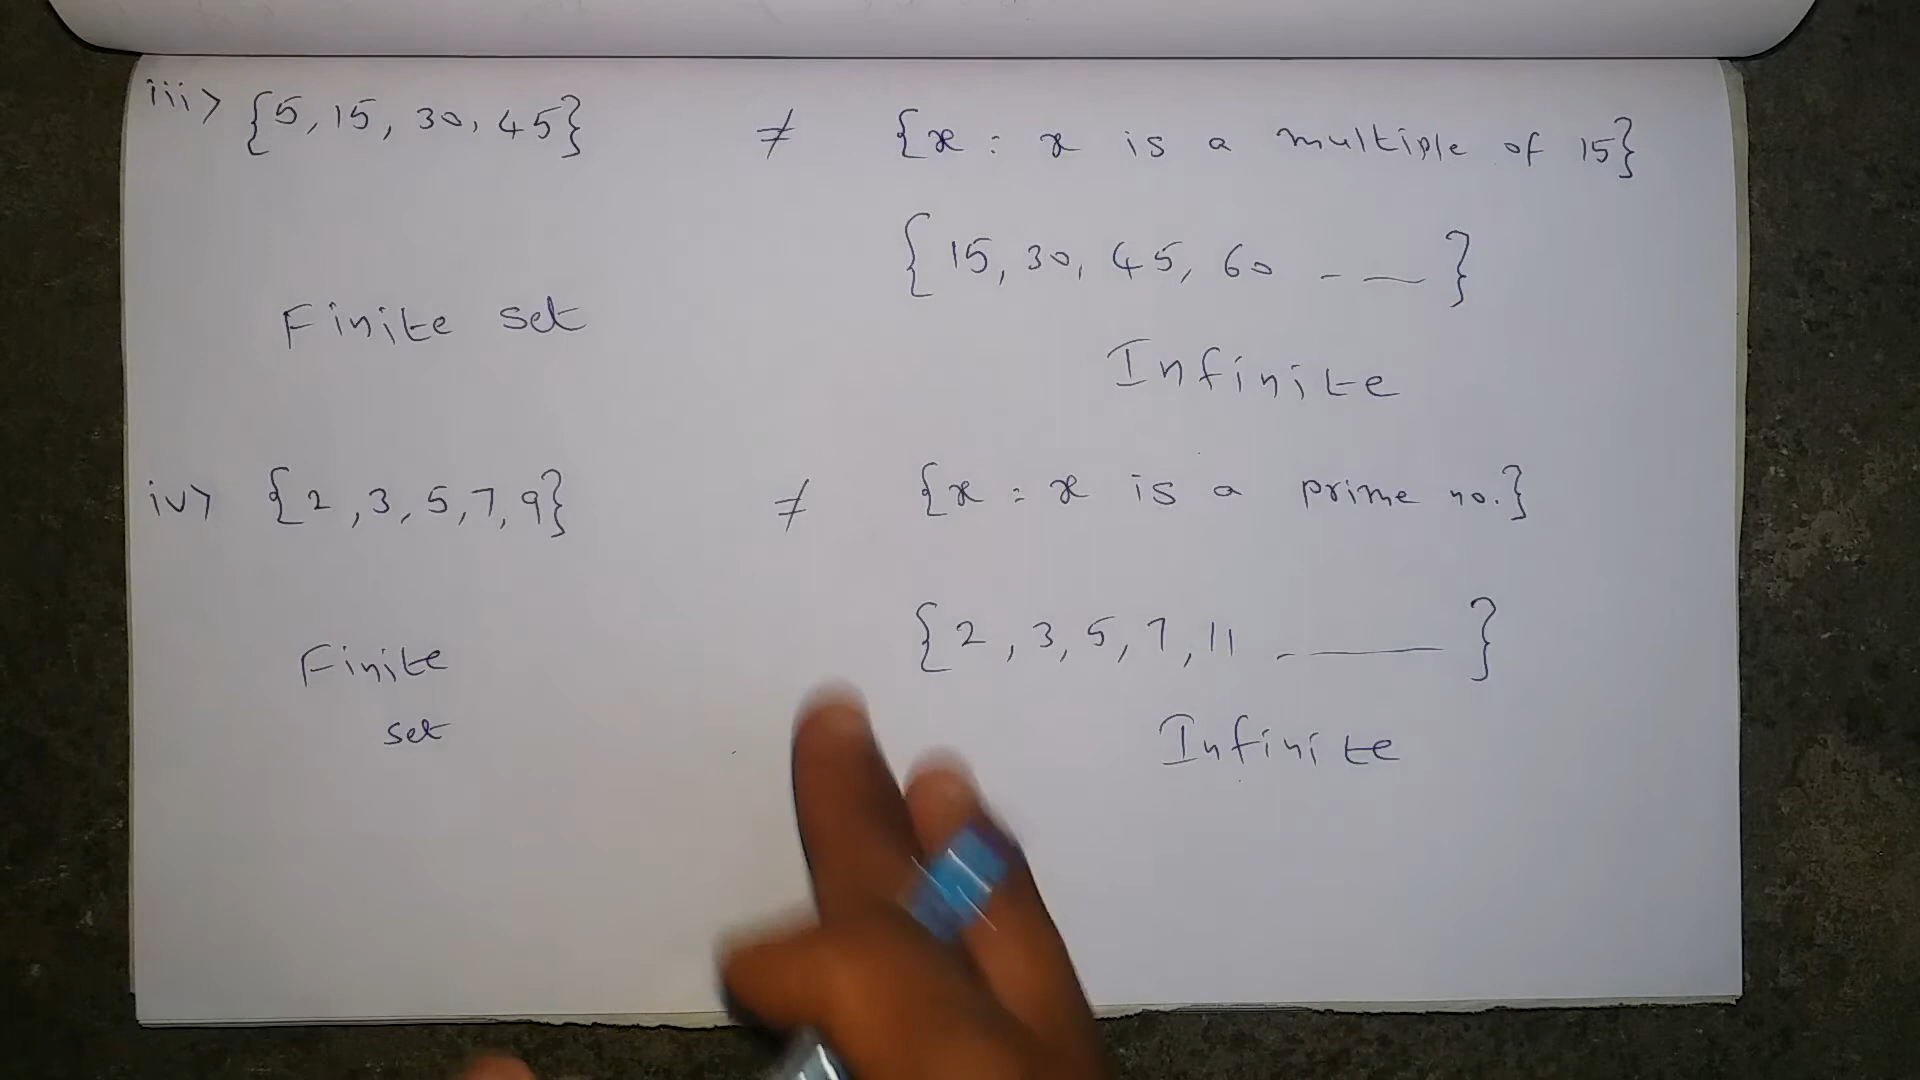 iii> {5, 15, 30, 45} ≠ {x : x is a multiple of 15}
{15, 30, 45, 60 - — }
Finite set
Infinite
iv> {2, 3, 5, 7, 9} ≠ {x : x is a prime no.}
{2, 3, 5, 7, 11 - — }
Finite
set
Infinite